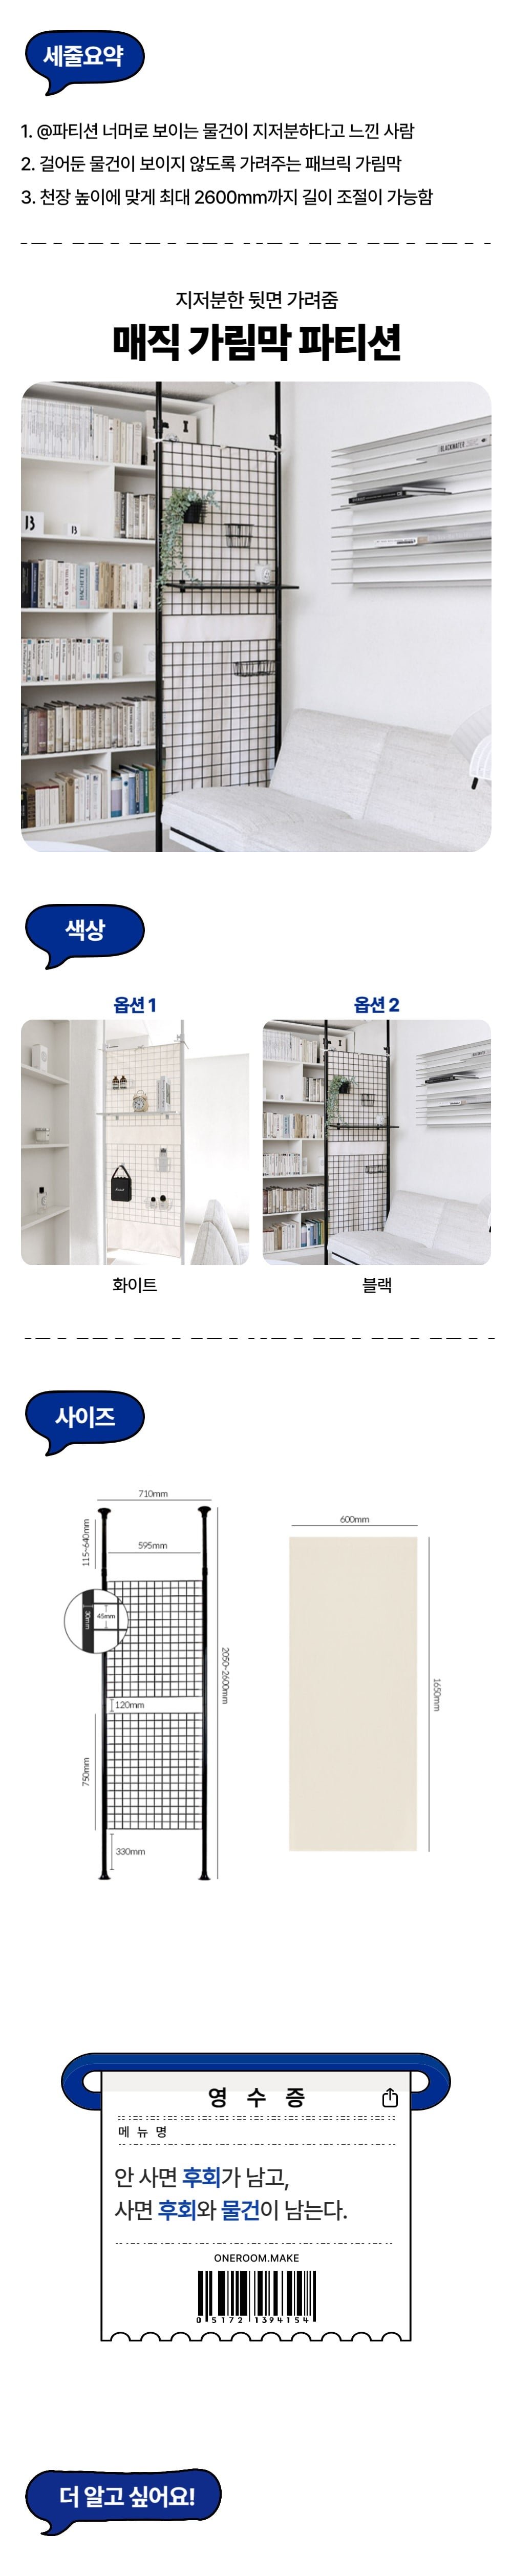 세줄요약
1. @파티션 너머로 보이는 물건이 지저분하다고 느낀 사람
2. 걸어둔 물건이 보이지 않도록 가려주는 패브릭 가림막
3. 천장 높이에 맞게 최대 2600mm까지 길이 조절이 가능함
지저분한 뒷면 가려줌
매직 가림막 파티션
BLACKWATER
B
B
HACHETTE
색상
옵션 1
옵션 2
화이트
블랙
사이즈
710mm
115~640mm
595mm
30mm
45mm
120mm
750mm
330mm
2050~2600mm
600mm
1650mm
영 수 증
메 뉴 명
안 사면 후회가 남고,
사면 후회와 물건이 남는다.
ONEROOM.MAKE
0 5172 1394154
더 알고 싶어요!